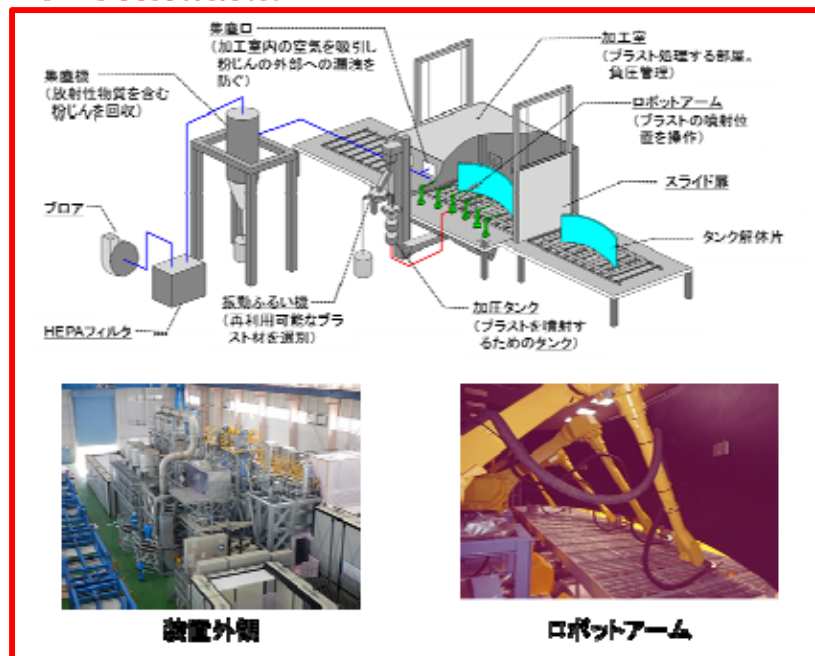 集塵口
(加工室内の空気を吸引し
粉じんの外部への漏洩を
防ぐ)
加工室
(ブラスト処理する部屋。
負圧管理)
集塵機
(放射性物質を含む
粉じんを回収)
ロボットアーム
(ブラストの噴射位
置を操作)
スライド扉
ブロア
タンク解体片
振動ふるい機
(再利用可能なブラ
スト材を選別)
加圧タンク
(ブラストを噴射す
るためのタンク)
HEPAフィルタ
装置外観
ロボットアーム